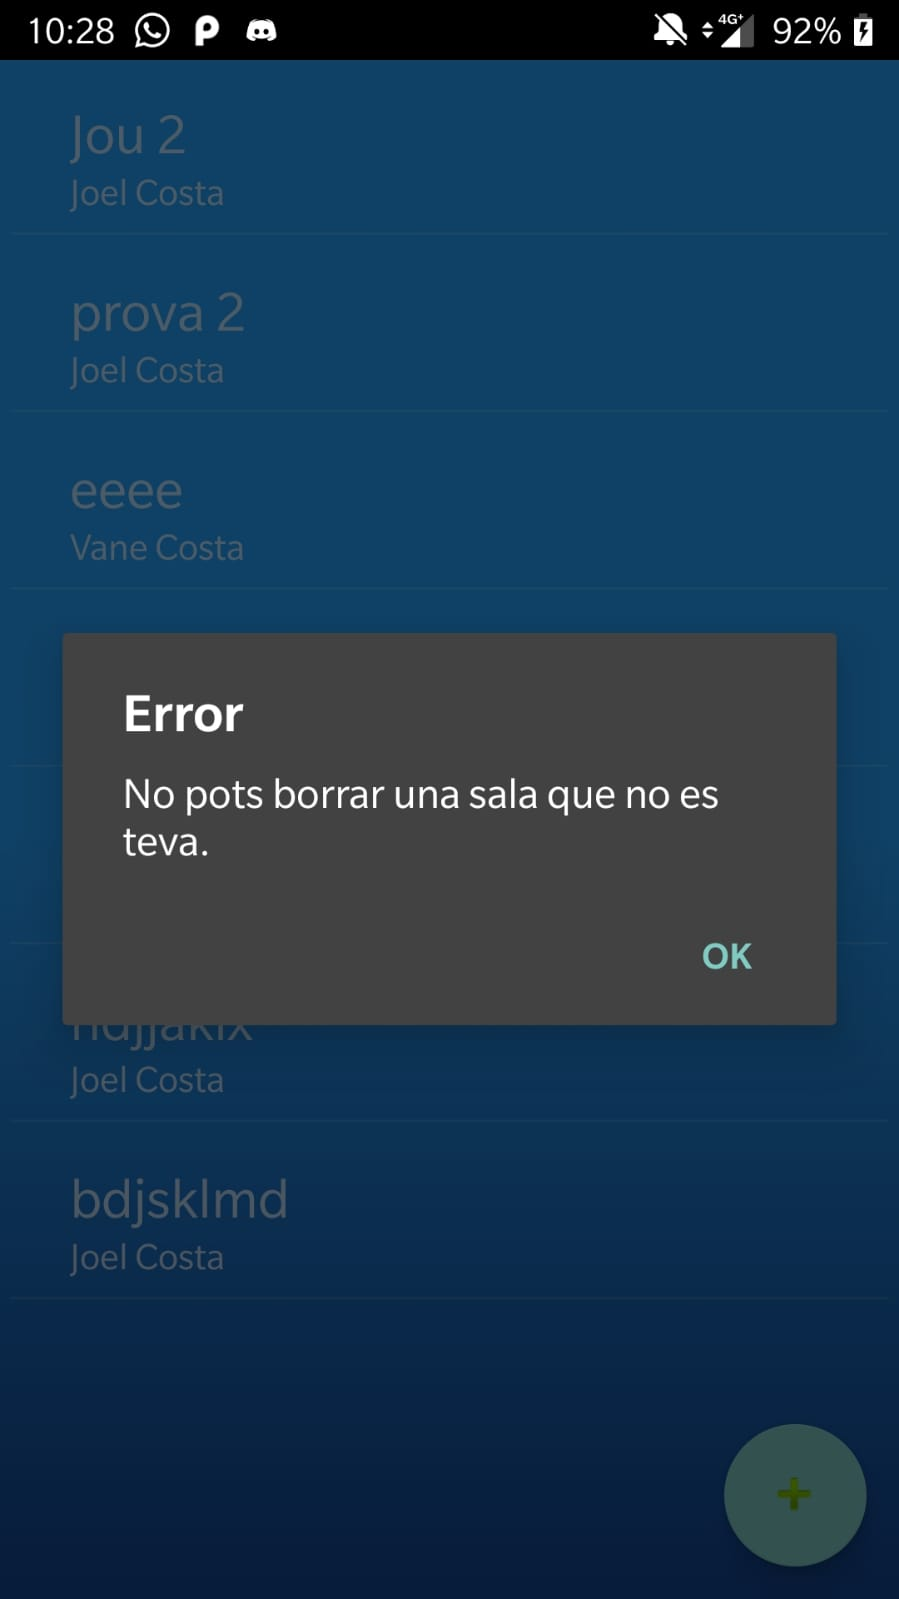 10:28 4G+ 92%
Jou 2
Joel Costa
prova 2
Joel Costa
eeee
Vane Costa
Error
No pots borrar una sala que no es
teva.
OK
Joel Costa
bdjsklmd
Joel Costa